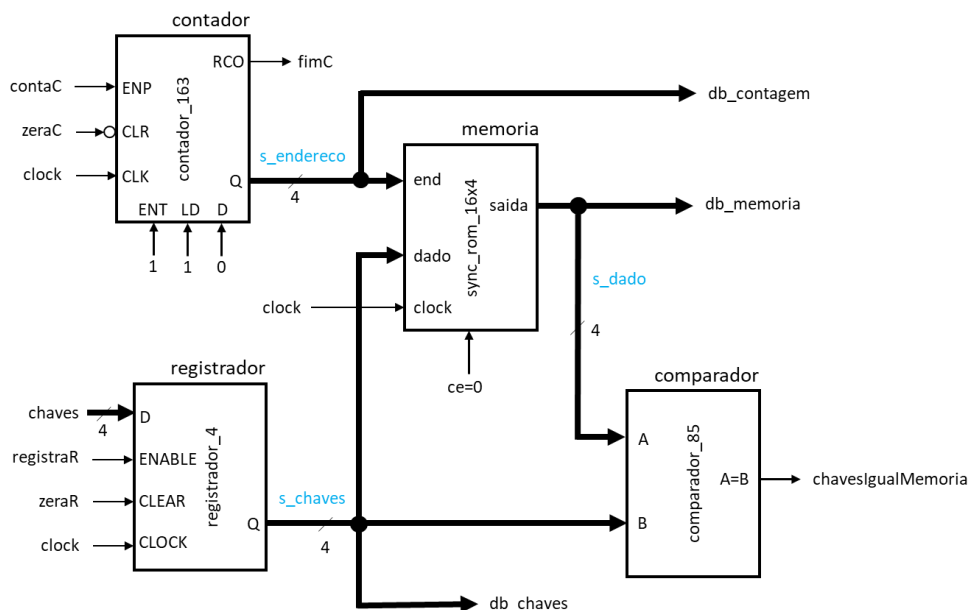 contador
contaC
zeraC
clock
ENP
CLR
CLK
contador_163
RCO
Q
ENT LD D
1 1 0
fimC
s_endereco
4
db_contagem
memoria
end
dado
clock
sync_rom_16x4
saida
clock
ce=0
db_memoria
s_dado
4
registrador
chaves
4
registraR
zeraR
clock
D
ENABLE
CLEAR
CLOCK
registrador_4
Q
s_chaves
4
db_chaves
comparador
A
B
comparador_85
A=B
chavesIgualMemoria